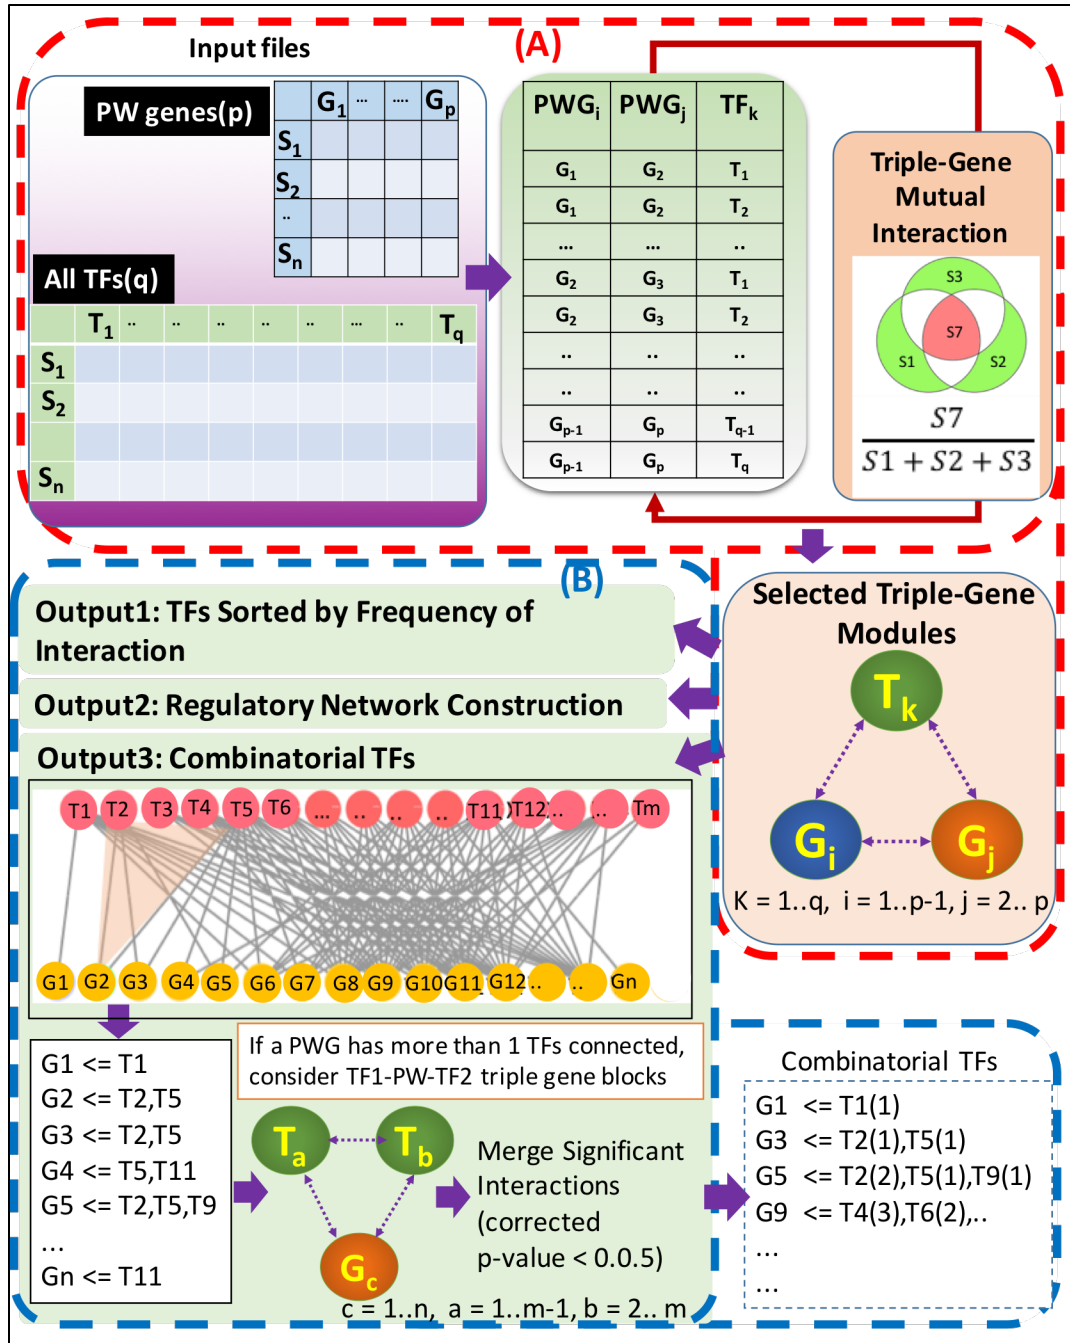 (A)
Input files
PW genes(p)
G1 ... .... Gp
S1
S2
..
Sn
All TFs(q)
T1 .. .. .. .. .. ... .. Tq
S1
S2
Sn
PWGi PWGj TFk
G1 G2 T1
G1 G2 T2
... ... ..
G2 G3 T1
G2 G3 T2
.. .. ..
.. .. ..
Gp-1 Gp Tq-1
Gp-1 Gp Tq
Triple-Gene
Mutual
Interaction
S3
S7
S1 S2
S7
S1 + S2 + S3
Selected Triple-Gene
Modules
Tk
Gi Gj
K = 1..q, i = 1..p-1, j = 2.. p
(B)
Output1: TFs Sorted by Frequency of
Interaction
Output2: Regulatory Network Construction
Output3: Combinatorial TFs
T1 T2 T3 T4 T5 T6 ... .. .. .. T11 T12 .. .. Tm
G1 G2 G3 G4 G5 G6 G7 G8 G9 G10 G11 G12 .. .. Gn
G1 <= T1
G2 <= T2,T5
G3 <= T2,T5
G4 <= T5,T11
G5 <= T2,T5,T9
...
Gn <= T11
If a PWG has more than 1 TFs connected,
consider TF1-PW-TF2 triple gene blocks
Ta Tb
Gc
c = 1..n, a = 1..m-1, b = 2.. m
Merge Significant
Interactions
(corrected
p-value < 0.0.5)
Combinatorial TFs
G1 <= T1(1)
G3 <= T2(1),T5(1)
G5 <= T2(2),T5(1),T9(1)
G9 <= T4(3),T6(2),..
...
...